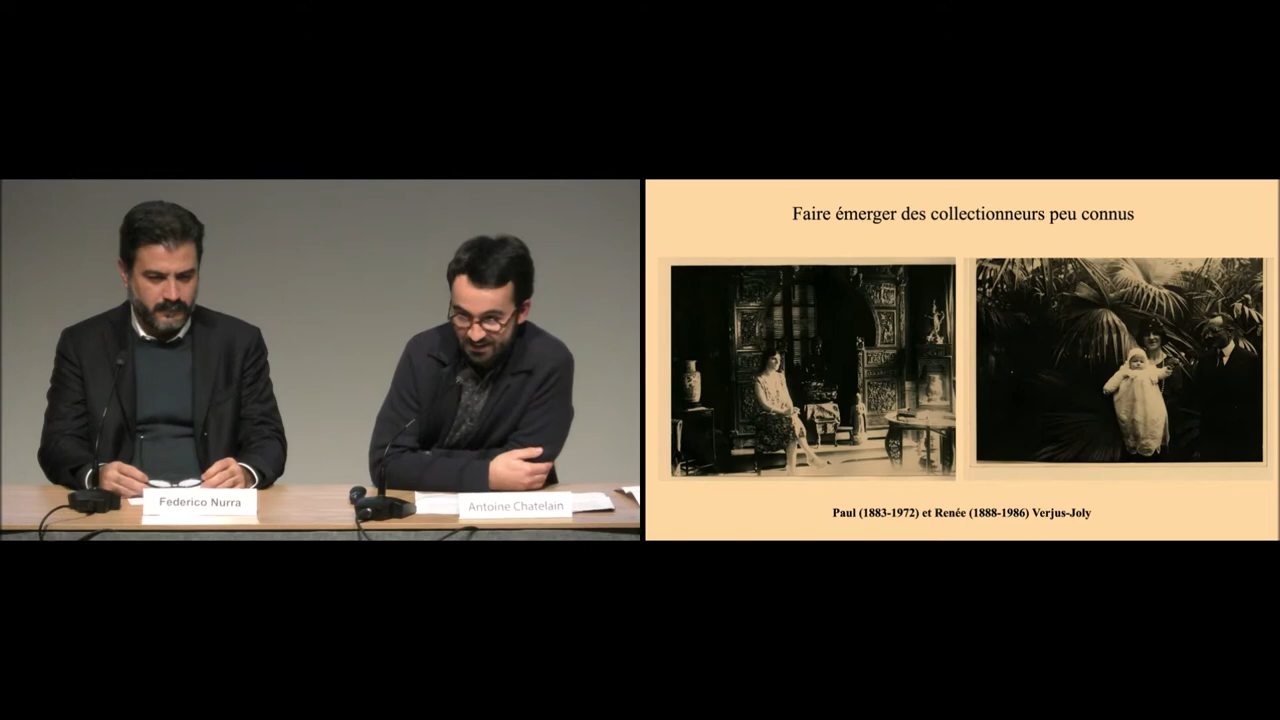 Federico Nurra
Antoine Chatelain
Faire émerger des collectionneurs peu connus
Paul (1883-1972) et Renée (1888-1986) Verjus-Joly